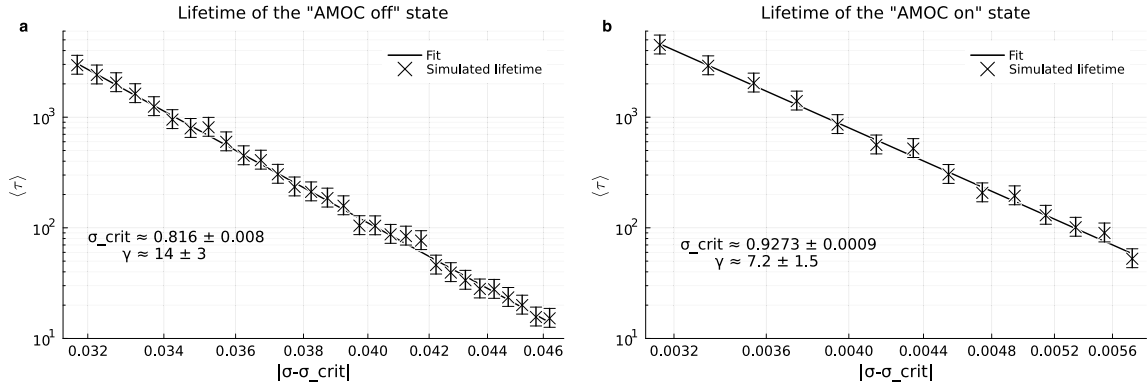 a
Lifetime of the "AMOC off" state
10³
10²
10¹
⟨τ⟩
Fit
Simulated lifetime
σ_crit ≈ 0.816 ± 0.008
γ ≈ 14 ± 3
0.032 0.034 0.036 0.038 0.040 0.042 0.044 0.046
|σ-σ_crit|
b
Lifetime of the "AMOC on" state
10³
10²
10¹
⟨τ⟩
Fit
Simulated lifetime
σ_crit ≈ 0.9273 ± 0.0009
γ ≈ 7.2 ± 1.5
0.0032 0.0036 0.0040 0.0044 0.0048 0.0052 0.0056
|σ-σ_crit|